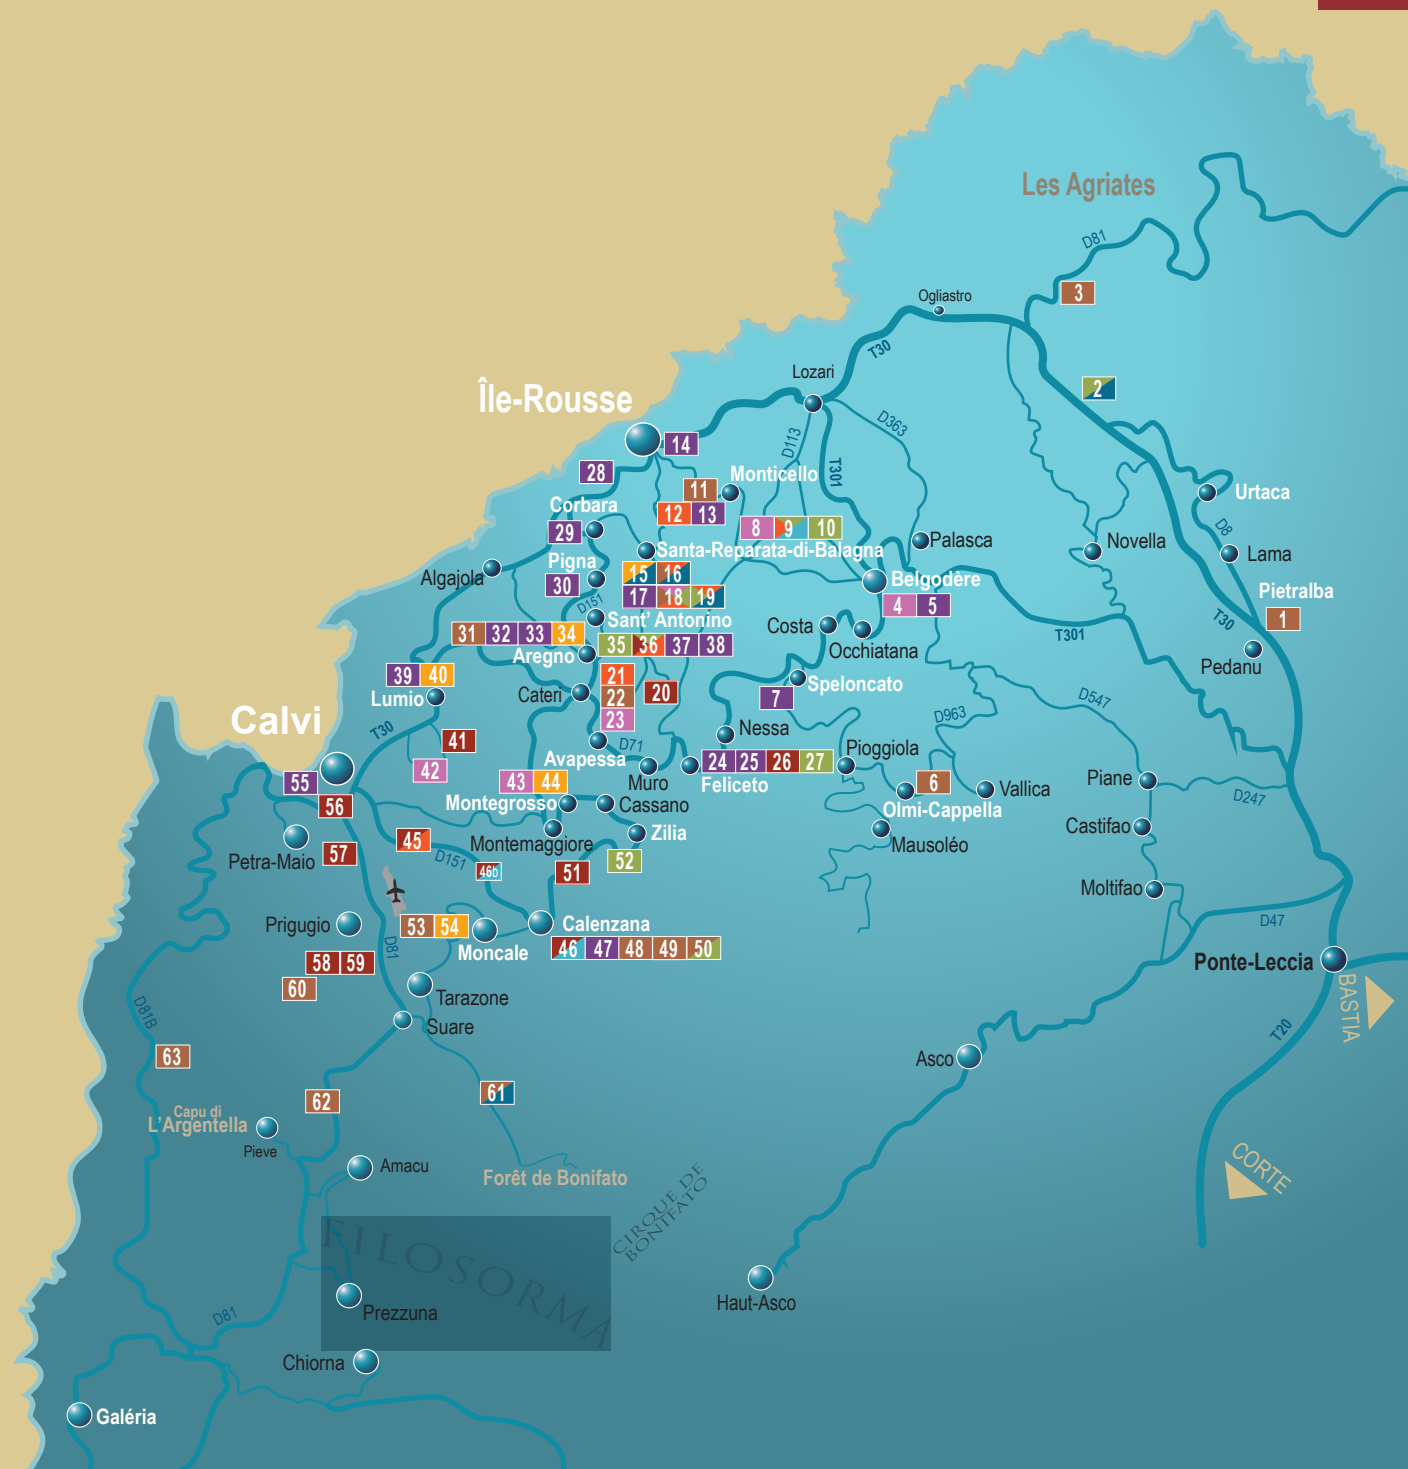 Les Agriates
D81
3
Ogliastro
T30
Lozari
2
Île-Rousse
D363
D113
14
28
T301
Monticello
11
Urtaca
12 13
Corbara
8 9 10
29
D8
Santa-Reparata-di-Balagna
Palasca
Novella
Lama
Pigna
15 16
Algajola
30
17 18 19
Belgodère
Pietralba
4 5
1
D151
Sant' Antonino
T30
31 32 33 34
Costa
T301
35 36 37 38
Occhiatana
Aregno
Pedanu
39 40
21
Lumio
Cateri
22
20
Speloncato
7
23
D547
Calvi
T30
D963
41
Nessa
D71
Pioggiola
42
Avapessa
24 25 26 27
Muro
Feliceto
55
43 44
6
Piane
Vallica
56
Montegrosso
Cassano
Olmi-Cappella
D247
Castifao
45
Montemaggiore
Zilia
Mausoléo
Petra-Maio
57
D151
46b
51
52
Moltifao
Prigugio
53 54
Calenzana
D47
D81
Moncale
46 47 48 49 50
58 59
Ponte-Leccia
60
Tarazone
BASTIA
D81B
Suare
T20
63
Asco
61
62
Capu di
L'Argentella
Pieve
Amacu
Forêt de Bonifato
CORTE
CIRQUE DE
BONIFATO
FILOSORMA
Haut-Asco
Prezzuna
D81
Chiorna
Galéria